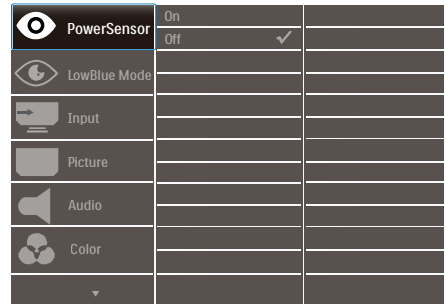 PowerSensor
On
Off
LowBlue Mode
Input
Picture
Audio
Color